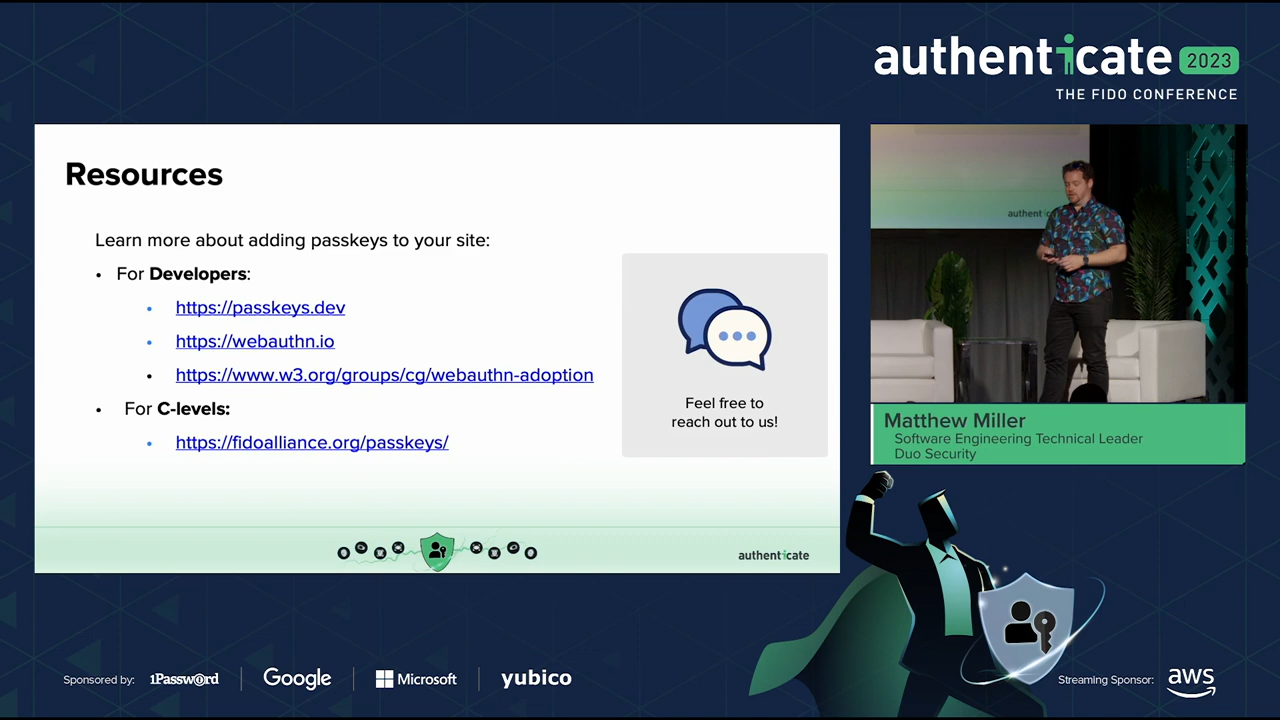 authenticate 2023
THE FIDO CONFERENCE
Resources
Learn more about adding passkeys to your site:
• For Developers:
• https://passkeys.dev
• https://webauthn.io
• https://www.w3.org/groups/cg/webauthn-adoption
• For C-levels:
• https://fidoalliance.org/passkeys/
Feel free to
reach out to us!
authenticate
authentic
Matthew Miller
Software Engineering Technical Leader
Duo Security
Sponsored by: 1Password Google Microsoft yubico
Streaming Sponsor: aws